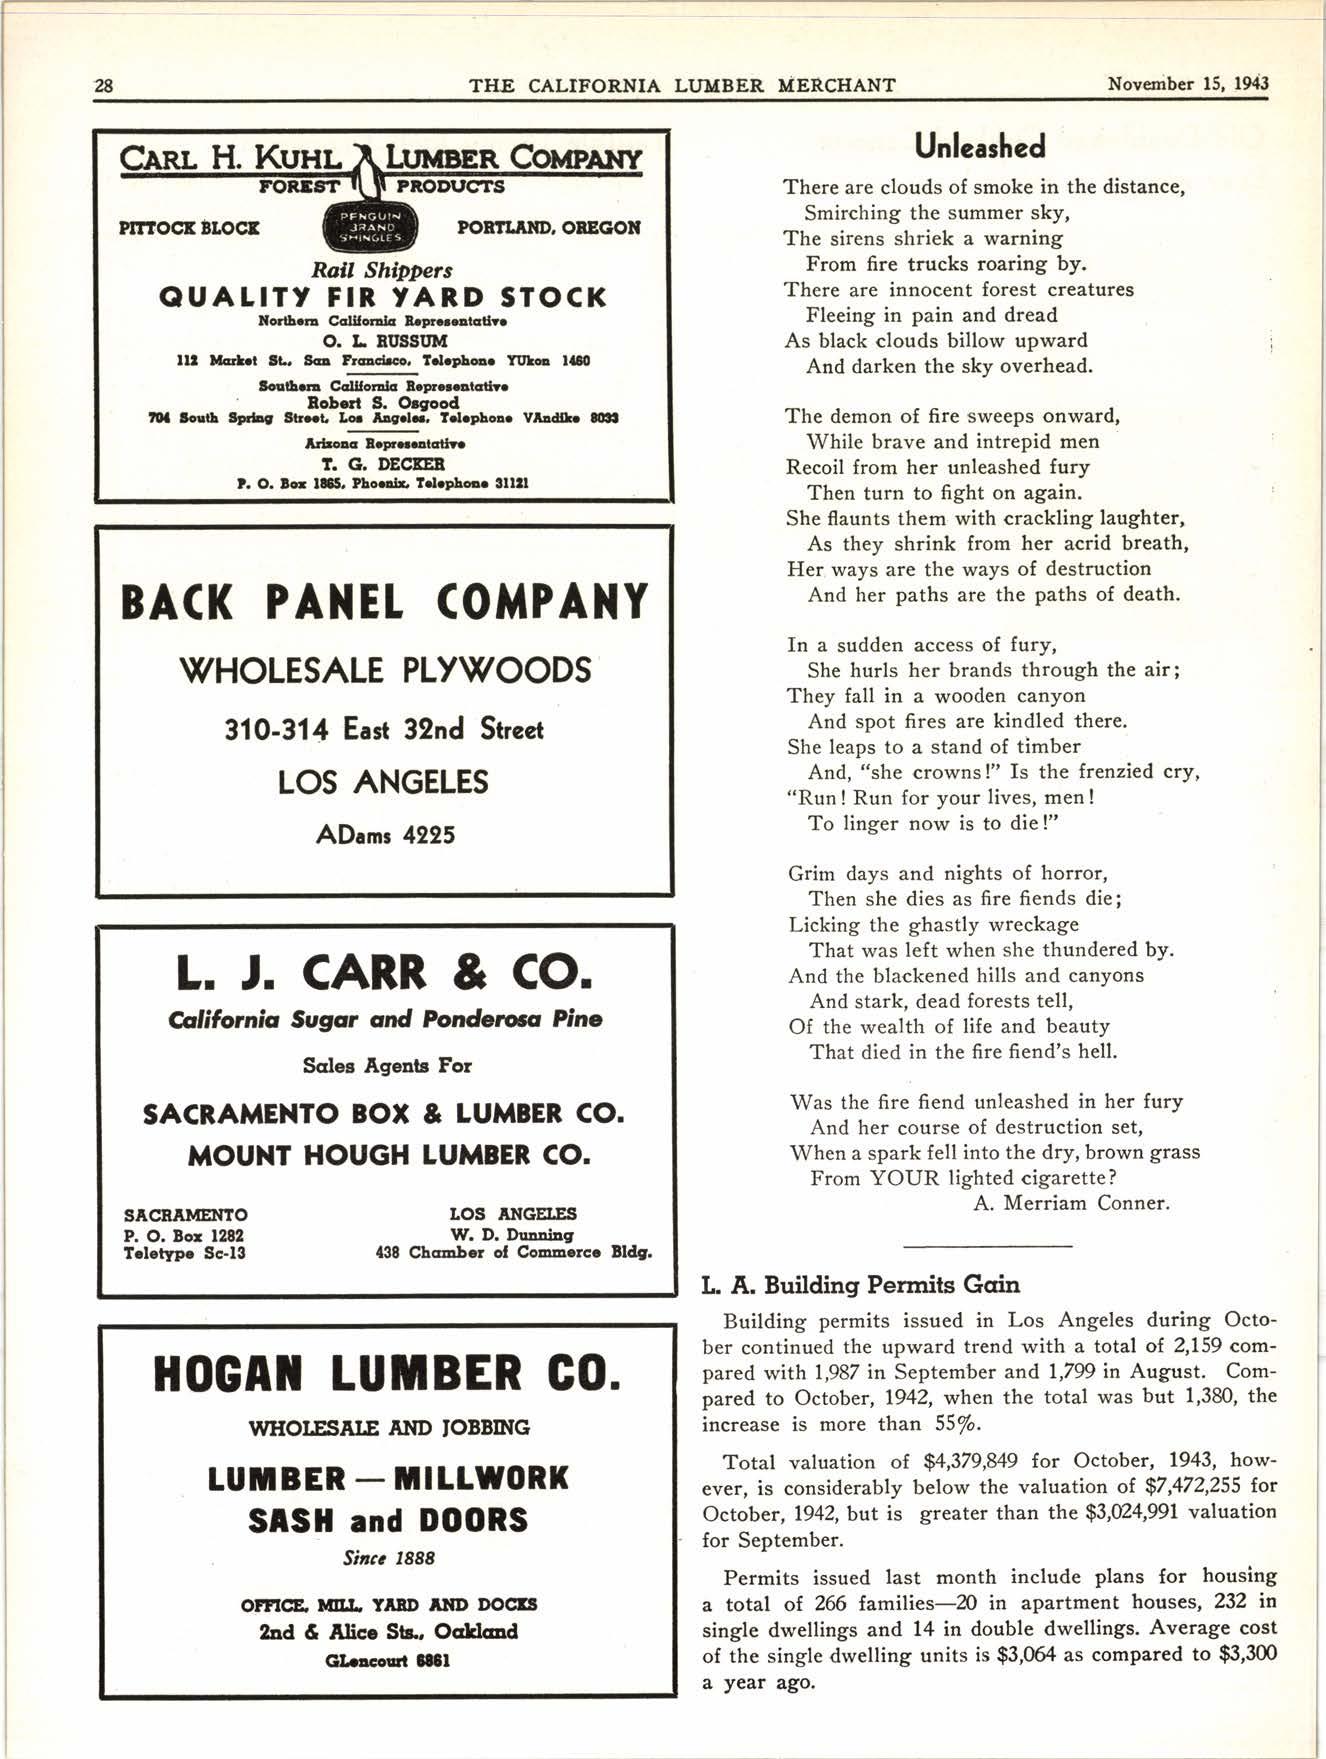 28
THE CALIFORNIA LUMBER MERCHANT
November 15, 1943
CARL H. KUHL LUMBER COMPANY
FOREST PRODUCTS
PITTOCK BLOCK
PENGUIN
BRAND
SHINGLES
PORTLAND, OREGON
Rail Shippers
QUALITY FIR YARD STOCK
Northern California Representative
O. L. RUSSUM
112 Market St., San Francisco, Telephone YUkon 1460
Southern California Representative
Robert S. Osgood
704 South Spring Street, Los Angeles, Telephone VAndike 8033
Arizona Representative
T. G. DECKER
P. O. Box 1865, Phoenix, Telephone 31121
BACK PANEL COMPANY
WHOLESALE PLYWOODS
310-314 East 32nd Street
LOS ANGELES
ADams 4225
L. J. CARR & CO.
California Sugar and Ponderosa Pine
Sales Agents For
SACRAMENTO BOX & LUMBER CO.
MOUNT HOUGH LUMBER CO.
SACRAMENTO
P. O. Box 1282
Teletype Sc-13
LOS ANGELES
W. D. Dunning
438 Chamber of Commerce Bldg.
HOGAN LUMBER CO.
WHOLESALE AND JOBBING
LUMBER — MILLWORK
SASH and DOORS
Since 1888
OFFICE, MILL, YARD AND DOCKS
2nd & Alice Sts., Oakland
GLencourt 6861
Unleashed
There are clouds of smoke in the distance,
Smirching the summer sky,
The sirens shriek a warning
From fire trucks roaring by.
There are innocent forest creatures
Fleeing in pain and dread
As black clouds billow upward
And darken the sky overhead.
The demon of fire sweeps onward,
While brave and intrepid men
Recoil from her unleashed fury
Then turn to fight on again.
She flaunts them with crackling laughter,
As they shrink from her acrid breath,
Her ways are the ways of destruction
And her paths are the paths of death.
In a sudden access of fury,
She hurls her brands through the air;
They fall in a wooden canyon
And spot fires are kindled there.
She leaps to a stand of timber
And, “she crowns!” Is the frenzied cry,
“Run! Run for your lives, men!
To linger now is to die!”
Grim days and nights of horror,
Then she dies as fire fiends die;
Licking the ghastly wreckage
That was left when she thundered by.
And the blackened hills and canyons
And stark, dead forests tell,
Of the wealth of life and beauty
That died in the fire fiend's hell.
Was the fire fiend unleashed in her fury
And her course of destruction set,
When a spark fell into the dry, brown grass
From YOUR lighted cigarette?
A. Merriam Conner.
L. A. Building Permits Gain
Building permits issued in Los Angeles during Octo-
ber continued the upward trend with a total of 2,159 com-
pared with 1,987 in September and 1,799 in August. Com-
pared to October, 1942, when the total was but 1,380, the
increase is more than 55%.
Total valuation of $4,379,849 for October, 1943, how-
ever, is considerably below the valuation of $7,472,255 for
October, 1942, but is greater than the $3,024,991 valuation
for September.
Permits issued last month include plans for housing
a total of 266 families—20 in apartment houses, 232 in
single dwellings and 14 in double dwellings. Average cost
of the single dwelling units is $3,064 as compared to $3,300
a year ago.